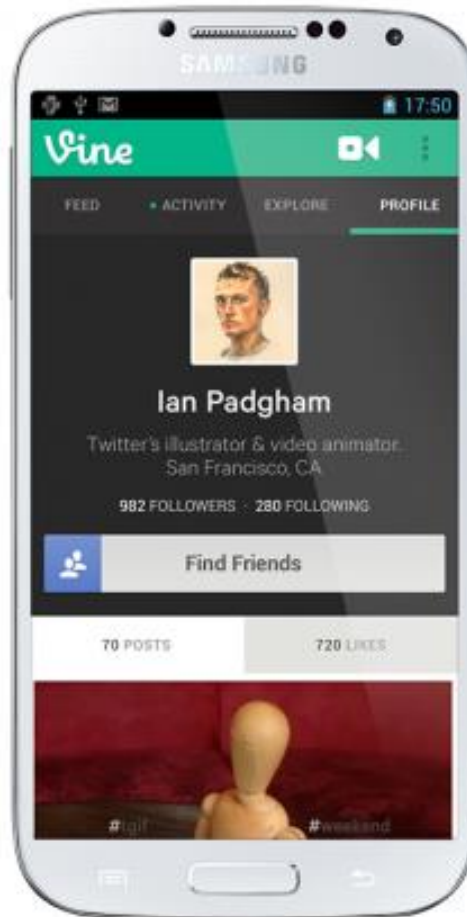 SAMSUNG
17:50
Vine
FEED
ACTIVITY
EXPLORE
PROFILE
Ian Padgham
Twitter's illustrator & video animator.
San Francisco, CA
982 FOLLOWERS · 280 FOLLOWING
Find Friends
70 POSTS
720 LIKES
#tgif
#weekend